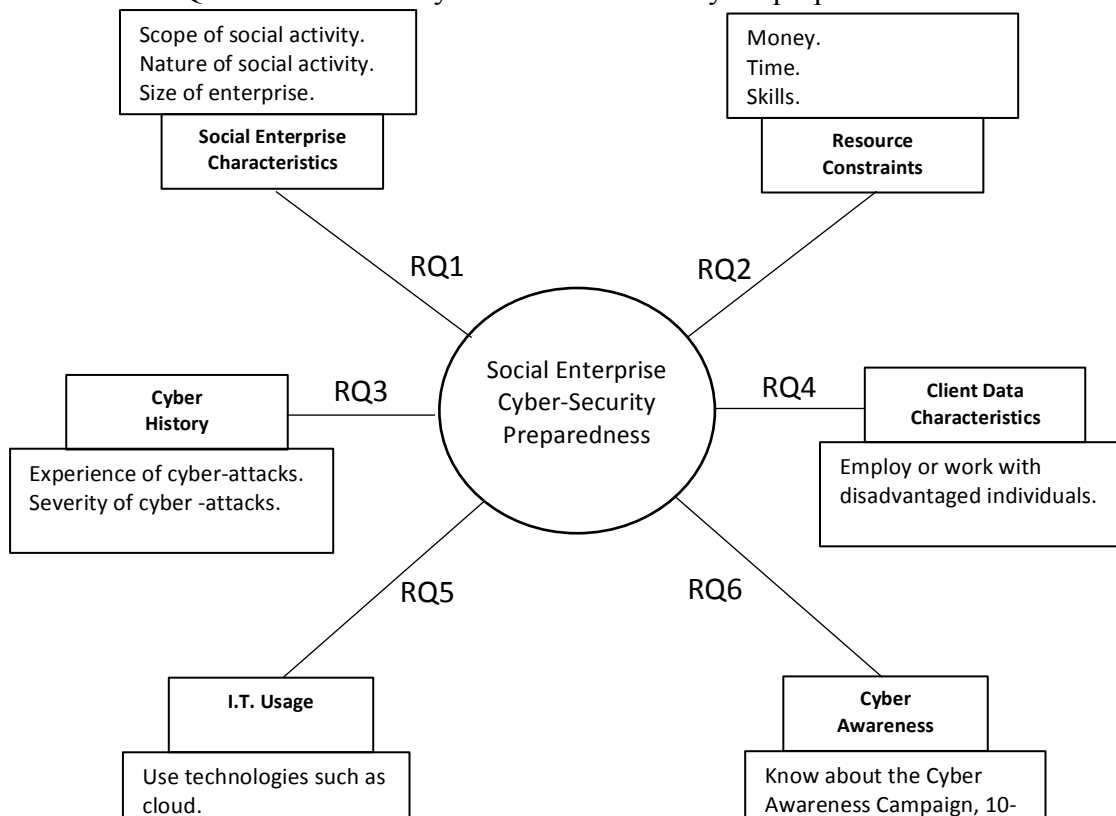 Scope of social activity.
Nature of social activity.
Size of enterprise.
Social Enterprise
Characteristics
Money.
Time.
Skills.
Resource
Constraints
RQ1
RQ2
Social Enterprise
Cyber-Security
Preparedness
Cyber
History
RQ3
Experience of cyber-attacks.
Severity of cyber -attacks.
RQ4
Client Data
Characteristics
Employ or work with
disadvantaged individuals.
RQ5
RQ6
I.T. Usage
Use technologies such as
cloud.
Cyber
Awareness
Know about the Cyber
Awareness Campaign, 10-